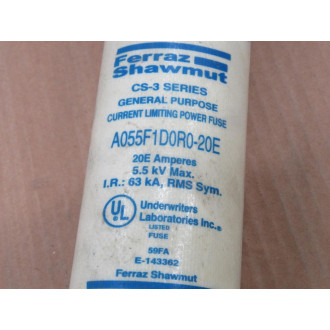 Ferraz
Shawmut
CS-3 SERIES
GENERAL PURPOSE
CURRENT LIMITING POWER FUSE
A055F1D0R0-20E
20E Amperes
5.5 kV Max.
I.R.: 63 kA, RMS Sym.
UL
Underwriters
Laboratories Inc.
LISTED
FUSE
59FA
E-143362
Ferraz Shawmut